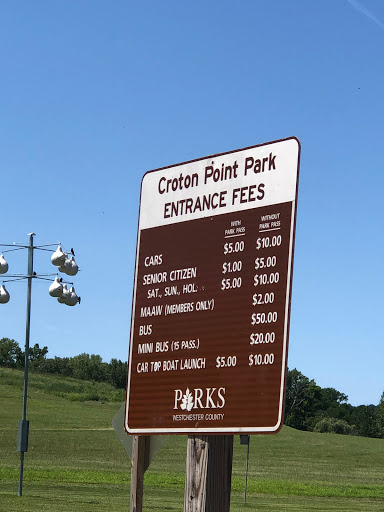 Croton Point Park
ENTRANCE FEES
WITH PARK PASS WITHOUT PARK PASS
CARS $5.00 $10.00
SENIOR CITIZEN $1.00 $5.00
SAT., SUN., HOL. $5.00 $10.00
MAAW (MEMBERS ONLY) $2.00
BUS $50.00
MINI BUS (15 PASS.) $20.00
CAR TOP BOAT LAUNCH $5.00 $10.00
PARKS
WESTCHESTER COUNTY